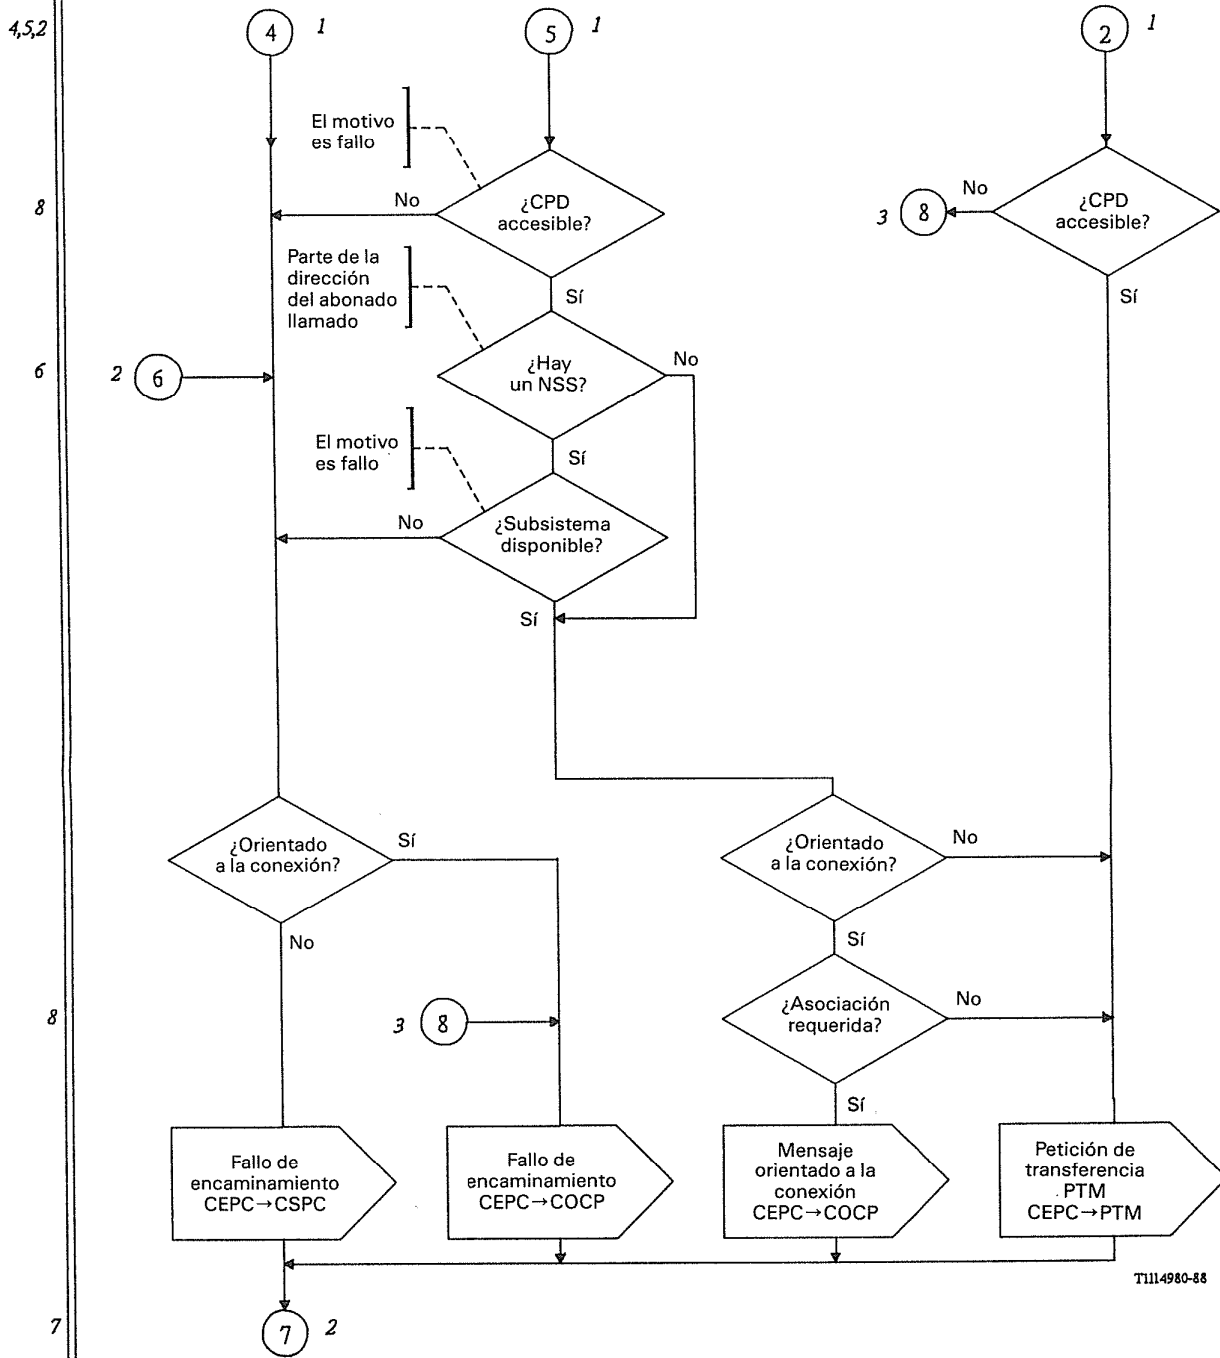 4,5,2
4
1
5
1
2
1
El motivo
es fallo
8
No
¿CPD
accesible?
3
8
No
¿CPD
accesible?
Parte de la
dirección
del abonado
llamado
Sí
Sí
6
2
6
¿Hay
un NSS?
No
El motivo
es fallo
Sí
No
¿Subsistema
disponible?
Sí
¿Orientado
a la conexión?
Sí
¿Orientado
a la conexión?
No
No
Sí
8
3
8
¿Asociación
requerida?
No
Sí
Fallo de
encaminamiento
CEPC→CSPC
Fallo de
encaminamiento
CEPC→COCP
Mensaje
orientado a la
conexión
CEPC→COCP
Petición de
transferencia
PTM
CEPC→PTM
T1114980-88
7
7
2